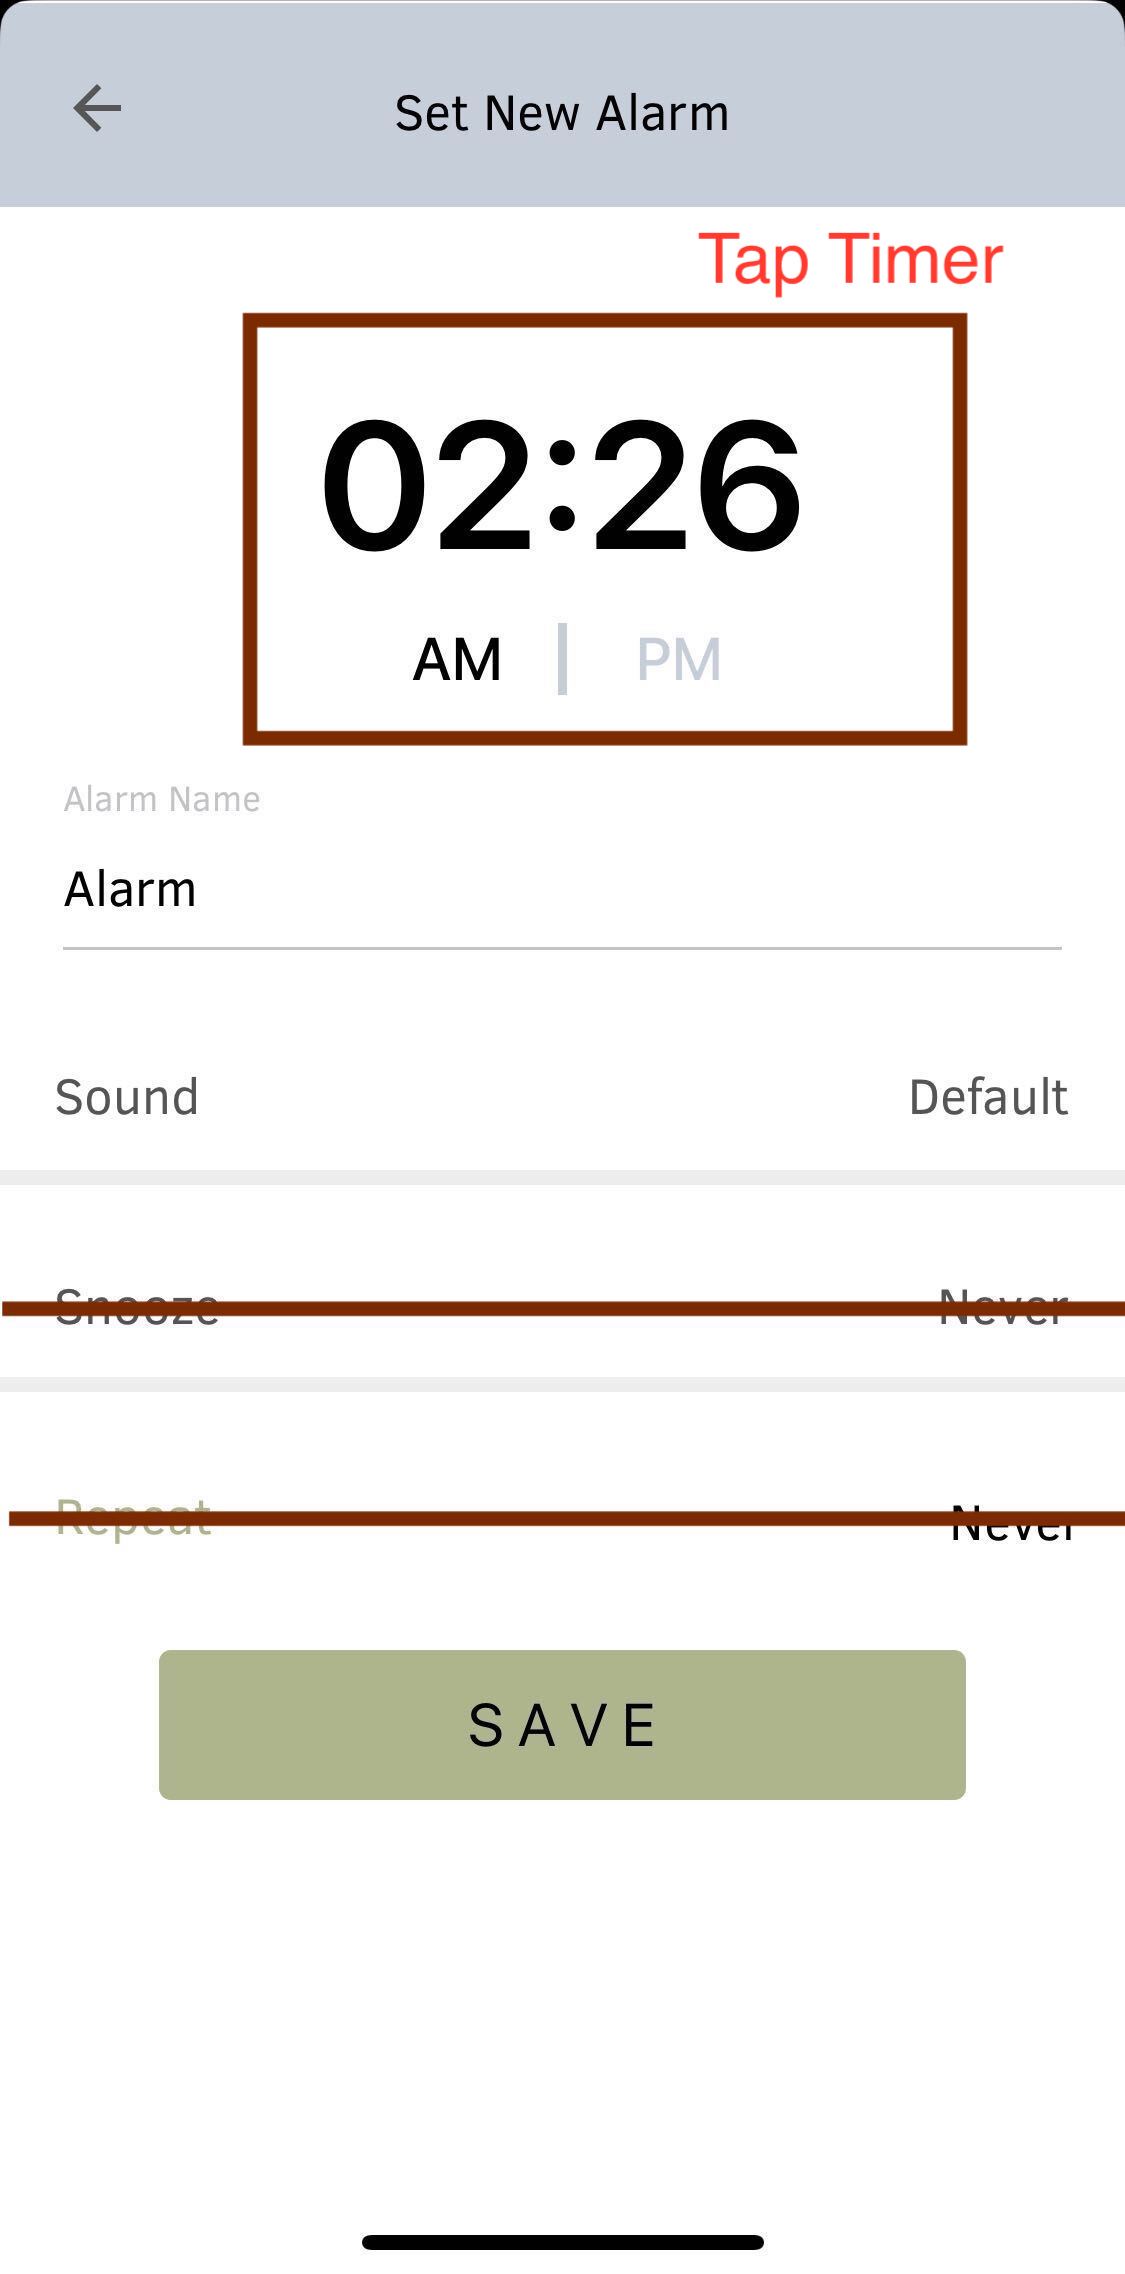 Set New Alarm
Tap Timer
02:26
AM | PM
Alarm Name
Alarm
Sound Default
Snooze Never
Repeat Never
SAVE